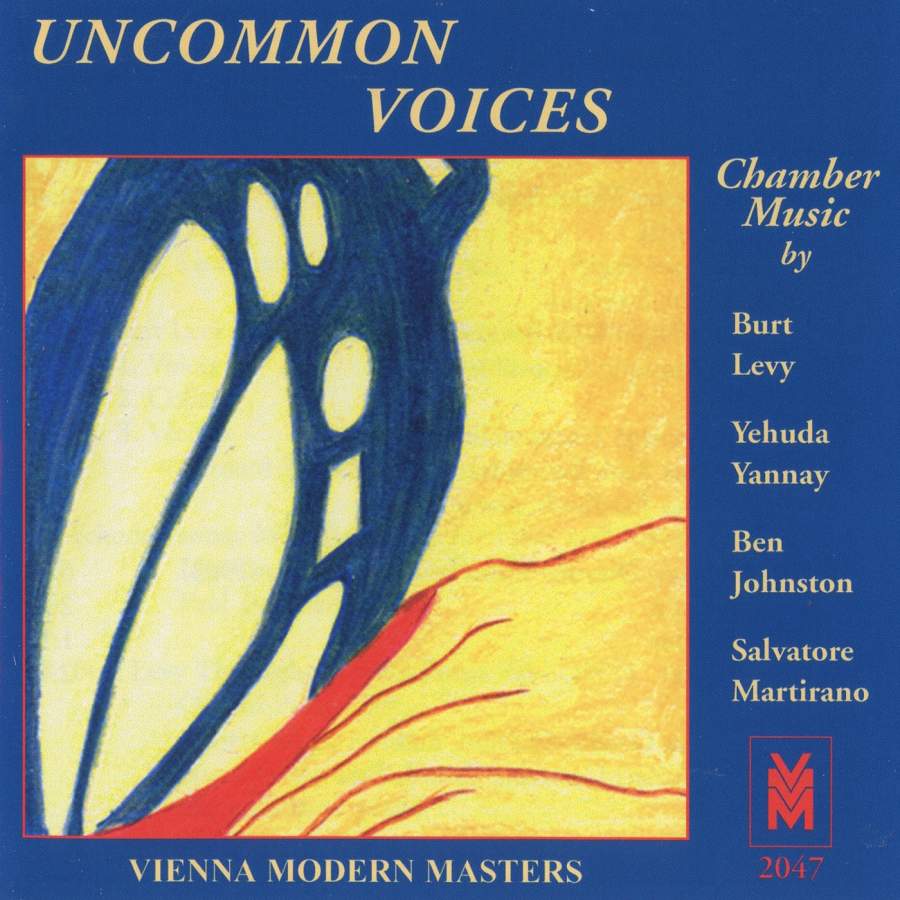 UNCOMMON
VOICES
Chamber
Music
by
Burt
Levy
Yehuda
Yannay
Ben
Johnston
Salvatore
Martirano
VMM
2047
VIENNA MODERN MASTERS